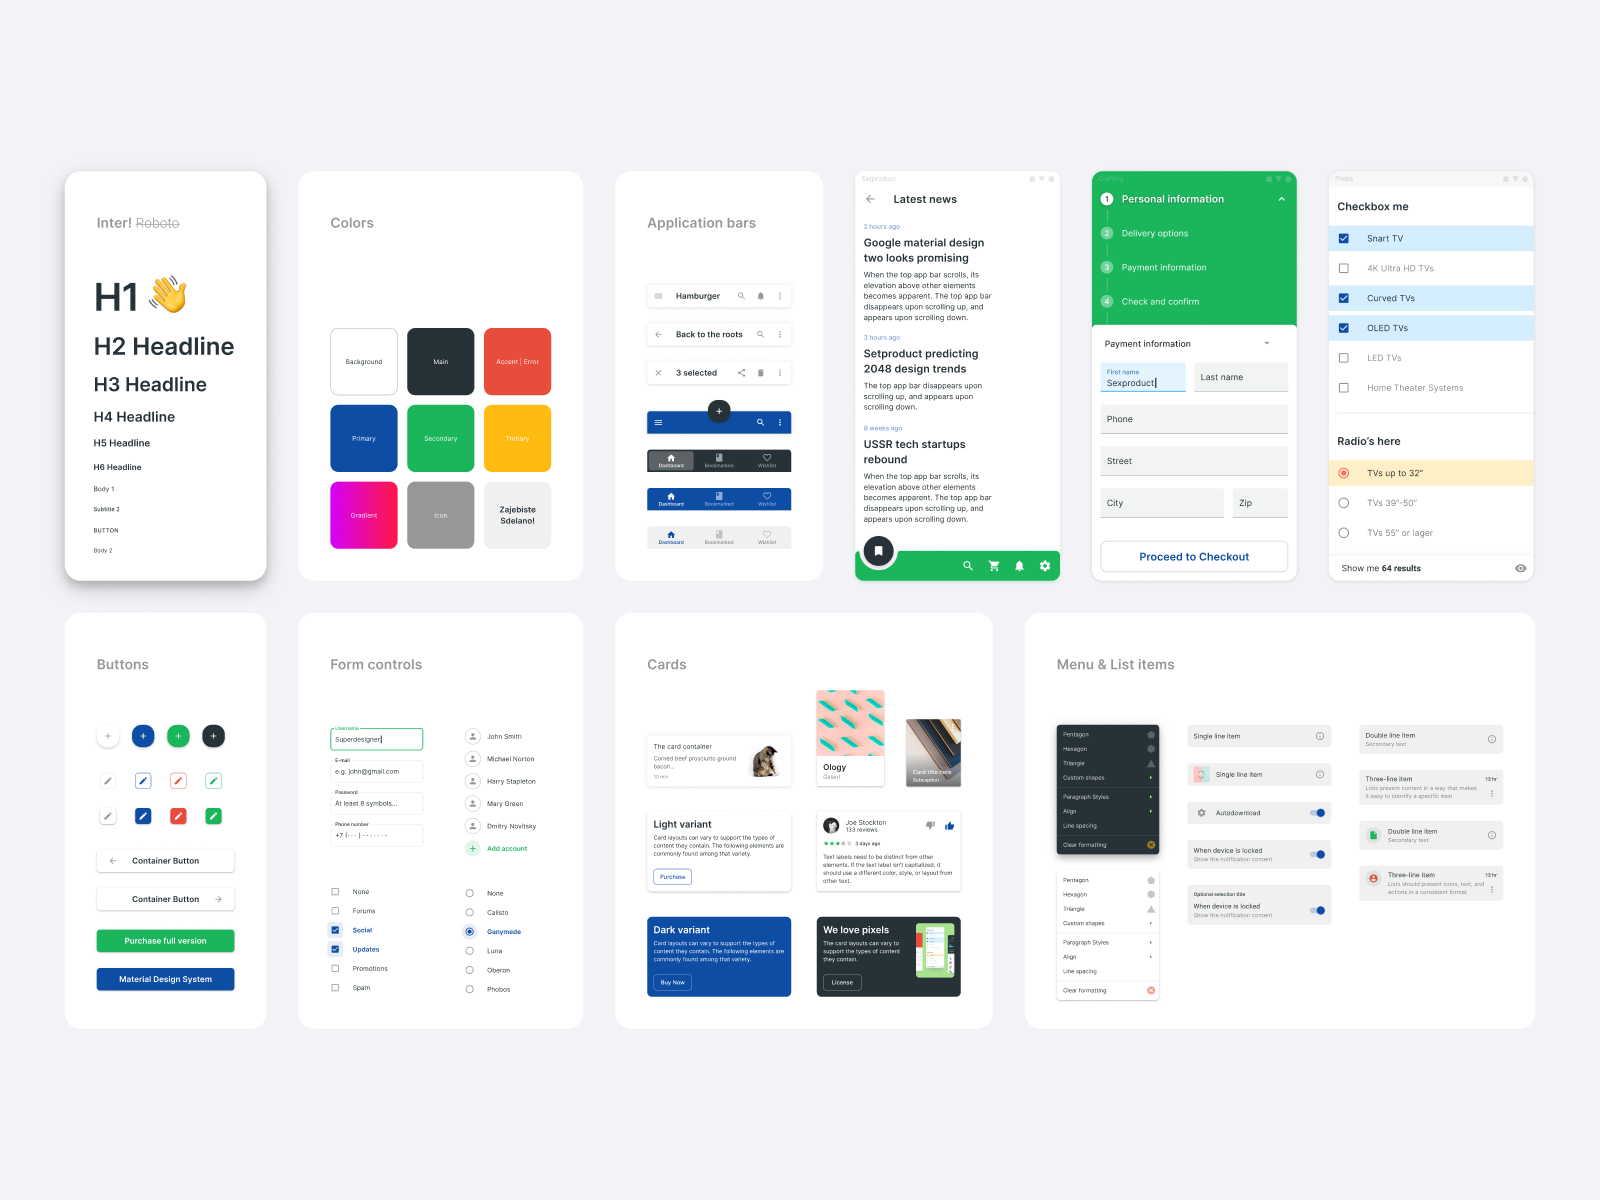 Inter! Roboto
H1 👋
H2 Headline
H3 Headline
H4 Headline
H5 Headline
H6 Headline
Body 1
Subtitle 2
BUTTON
Body 2
Colors
Background
Main
Accent | Error
Primary
Secondary
Tretiary
Gradient
Icon
Zajebiste
Sdelano!
Application bars
Hamburger
Back to the roots
3 selected
Dashboard
Bookmarked
Wishlist
Dashboard
Bookmarked
Wishlist
Dashboard
Bookmarked
Wishlist
Setproduct
Latest news
2 hours ago
Google material design
two looks promising
When the top app bar scrolls, its
elevation above other elements
becomes apparent. The top app bar
disappears upon scrolling up, and
appears upon scrolling down.
3 hours ago
Setproduct predicting
2048 design trends
The top app bar disappears upon
scrolling up, and appears upon
scrolling down.
8 weeks ago
USSR tech startups
rebound
When the top app bar scrolls, its
elevation above other elements
becomes apparent. The top app bar
disappears upon scrolling up, and
appears upon scrolling down.
Crafting
1 Personal information
2 Delivery options
3 Payment information
4 Check and confirm
Payment information
First name
Sexproduct
Last name
Phone
Street
City
Zip
Proceed to Checkout
Pixels
Checkbox me
Snart TV
4K Ultra HD TVs
Curved TVs
OLED TVs
LED TVs
Home Theater Systems
Radio's here
TVs up to 32"
TVs 39"-50"
TVs 55" or lager
Show me 64 results
Buttons
Container Button
Container Button
Purchase full version
Material Design System
Form controls
Username
Superdesigner
E-mail
e.g. john@gmail.com
Password
At least 8 symbols...
Phone number
+7 (··· ) ··· ·· ··
John Smith
Michael Norton
Harry Stapleton
Mary Green
Dmitry Novitsky
Add account
None
Forums
Social
Updates
Promotions
Spam
None
Calisto
Ganymede
Luna
Oberon
Phobos
Cards
The card container
Corned beef prosciutto ground
bacon...
10 min
Ology
Galant
Card title here
Subcaption
Light variant
Card layouts can vary to support the types of
content they contain. The following elements are
commonly found among that variety.
Purchase
Joe Stockton
133 reviews
3 days ago
Text labels need to be distinct from other
elements. If the text label isn't capitalized, it
should use a different color, style, or layout from
other text.
Dark variant
Card layouts can vary to support the types of
content they contain. The following elements are
commonly found among that variety.
Buy Now
We love pixels
The card layouts can vary to
support the types of content
they contain.
License
Menu & List items
Pentagon
Hexagon
Triangle
Custom shapes
Paragraph Styles
Align
Line spacing
Clear formatting
Pentagon
Hexagon
Triangle
Custom shapes
Paragraph Styles
Align
Line spacing
Clear formatting
Single line item
Single line item
Autodownload
When device is locked
Show the notification content
Optional selection title
When device is locked
Show the notification content
Double line item
Secondary text
Three-line item
13 hr
Lists present content in a way that makes
it easy to identify a specific item
Double line item
Secondary text
Three-line item
13 hr
Lists should present icons, text, and
actions in a consistent format